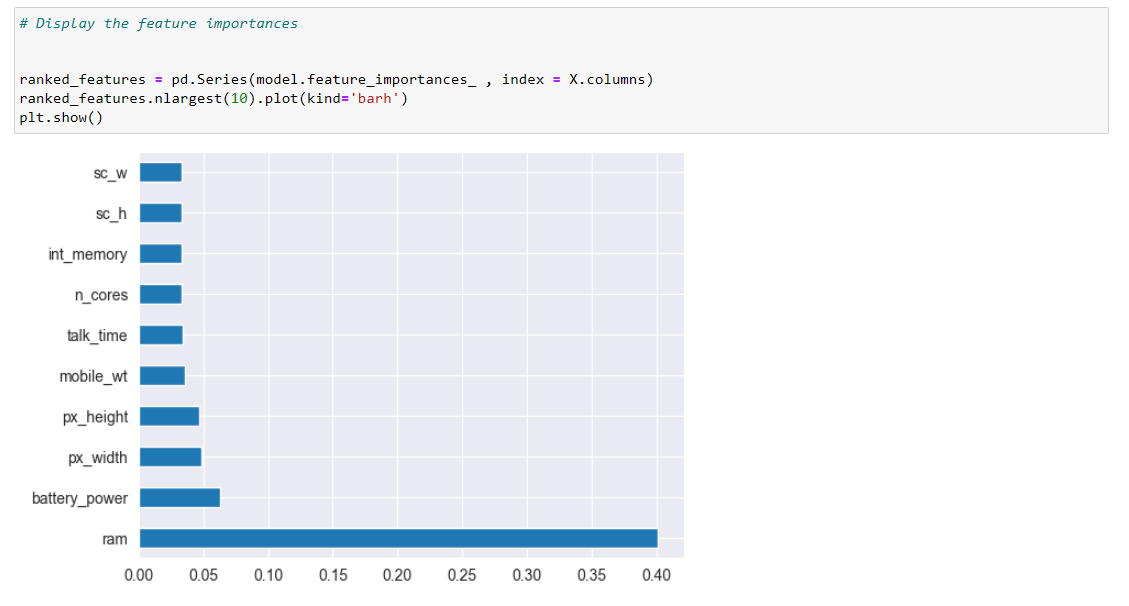 # Display the feature importances
ranked_features = pd.Series(model.feature_importances_ , index = X.columns)
ranked_features.nlargest(10).plot(kind='barh')
plt.show()
sc_w
sc_h
int_memory
n_cores
talk_time
mobile_wt
px_height
px_width
battery_power
ram
0.00 0.05 0.10 0.15 0.20 0.25 0.30 0.35 0.40